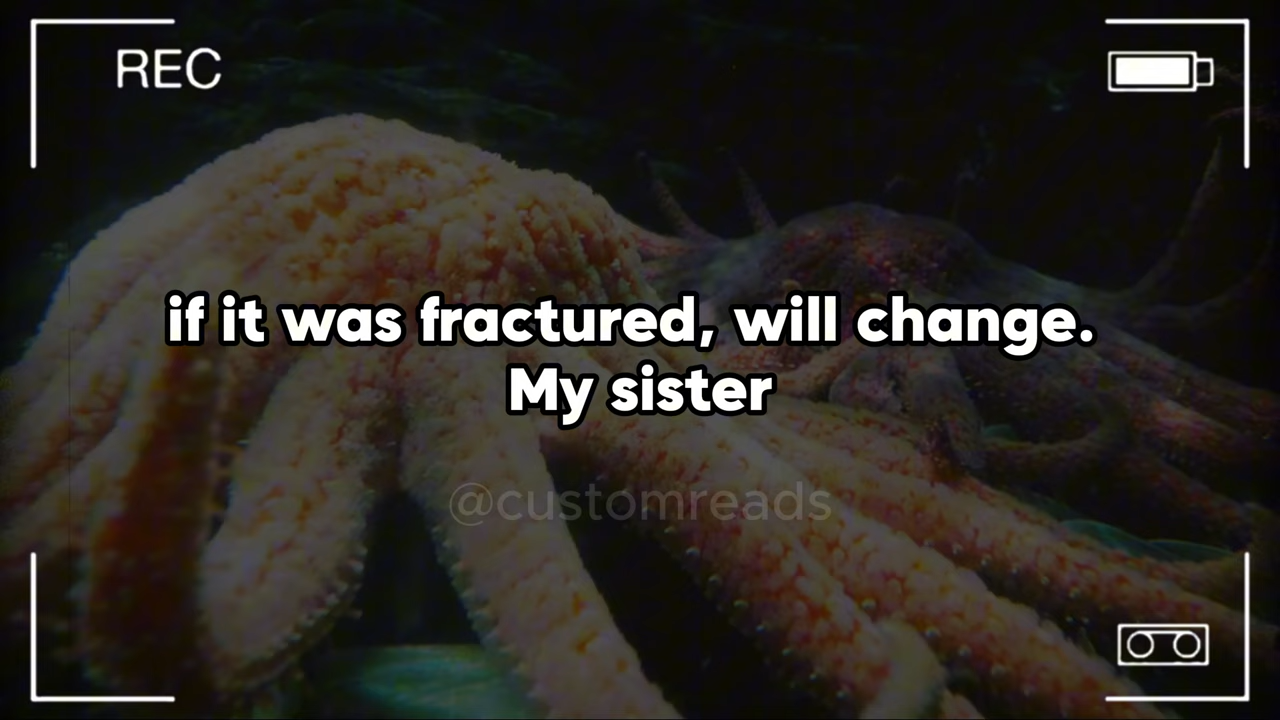 REC
if it was fractured, will change.
My sister
@customreads